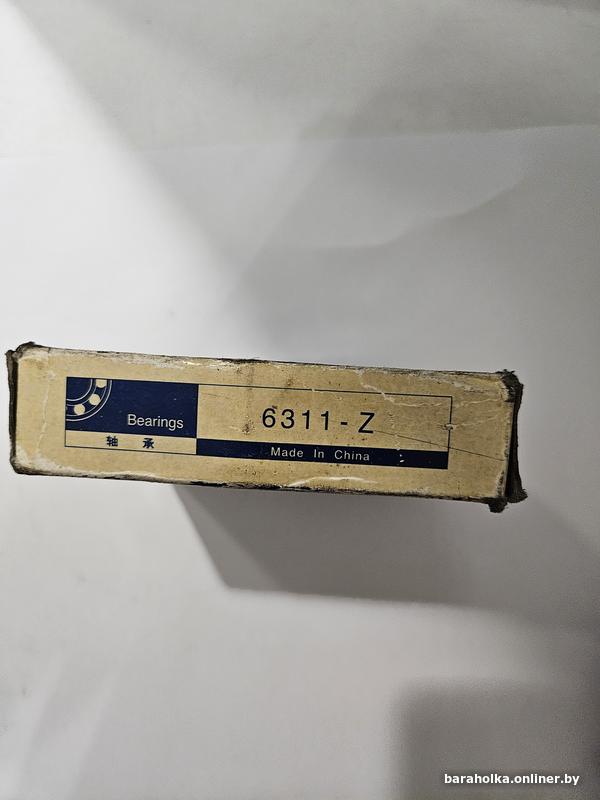 Bearings
轴 承
6311-Z
Made In China
baraholka.onliner.by